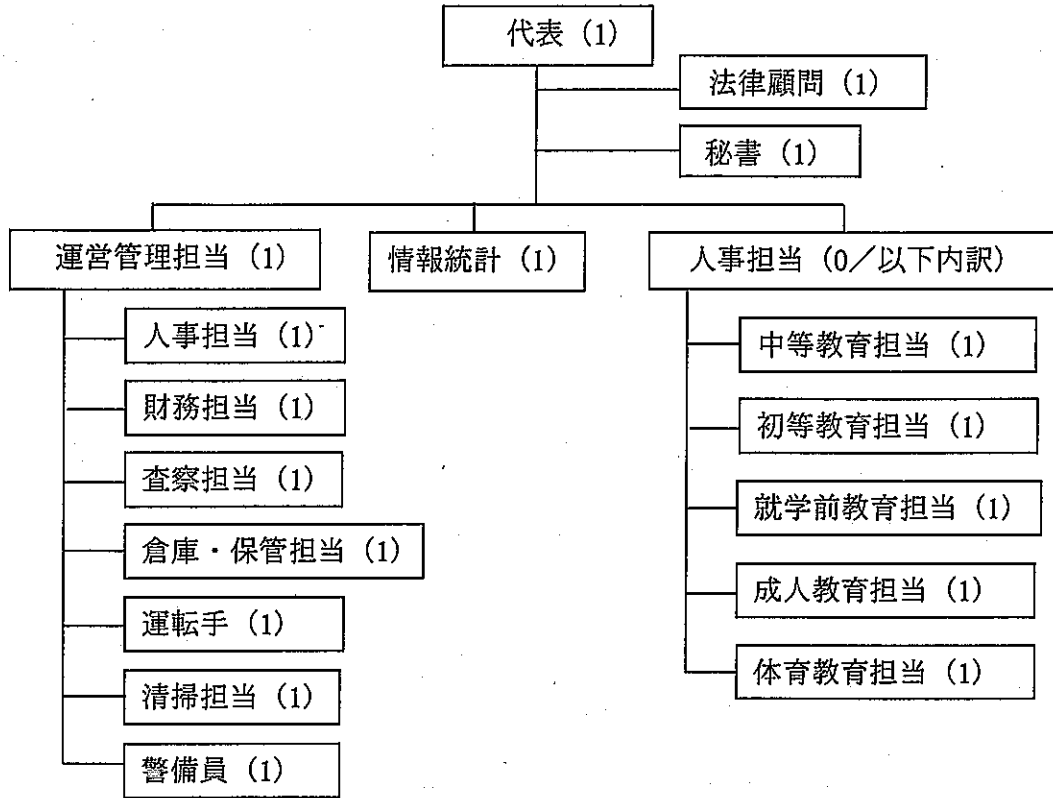 代表（1）
法律顧問（1）
秘書（1）
運営管理担当（1）
情報統計（1）
人事担当（0／以下内訳）
人事担当（1）
財務担当（1）
査察担当（1）
倉庫・保管担当（1）
運転手（1）
清掃担当（1）
警備員（1）
中等教育担当（1）
初等教育担当（1）
就学前教育担当（1）
成人教育担当（1）
体育教育担当（1）